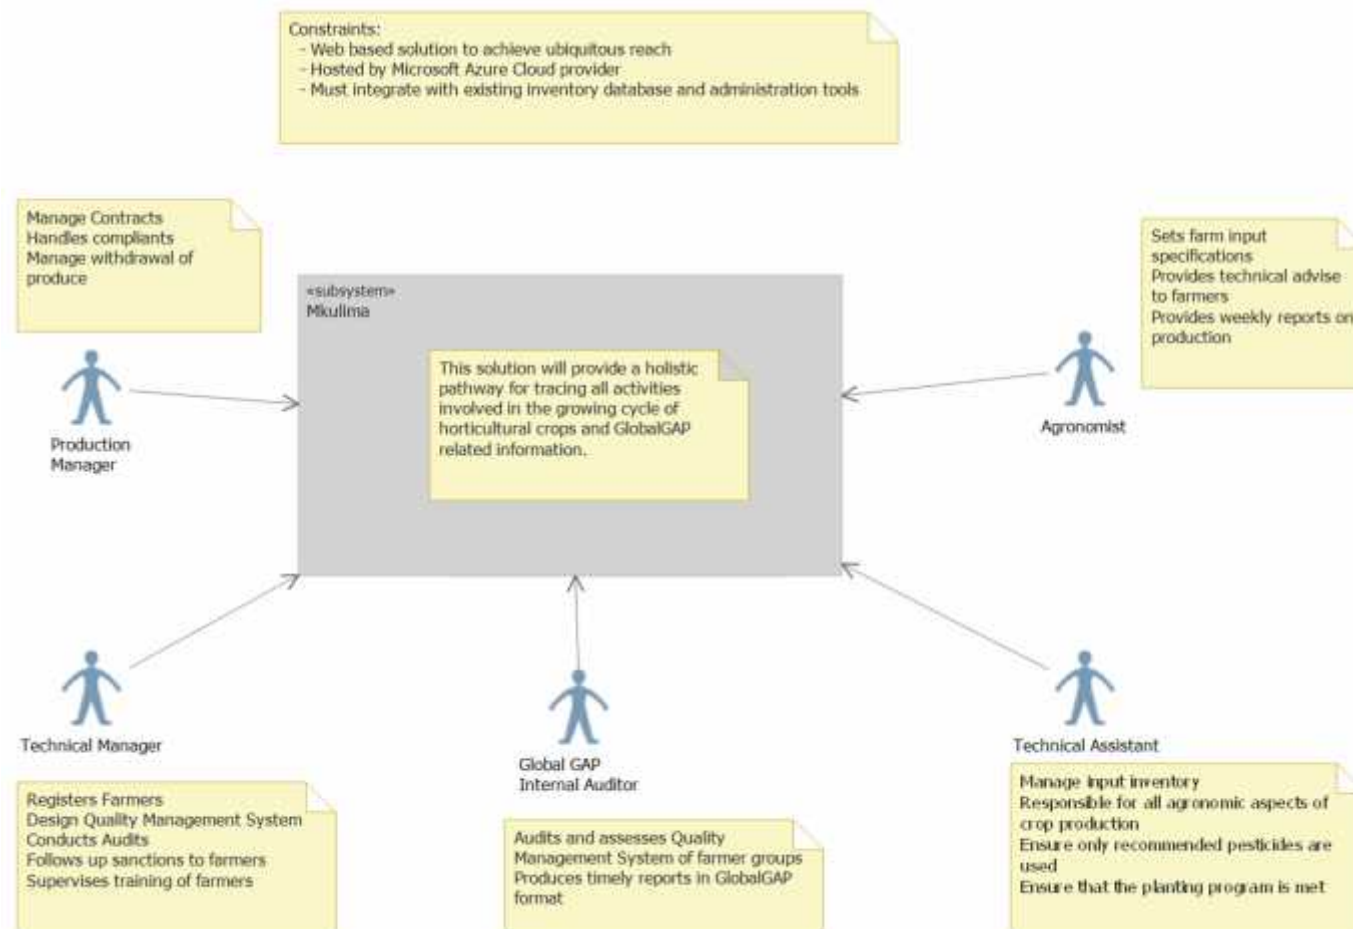 Constraints:
- Web based solution to achieve ubiquitous reach
- Hosted by Microsoft Azure Cloud provider
- Must integrate with existing inventory database and administration tools
Manage Contracts
Handles compliants
Manage withdrawal of
produce
Sets farm input
specifications
Provides technical advise
to farmers
Provides weekly reports on
production
«subsystem»
Mkulima
This solution will provide a holistic
pathway for tracing all activities
involved in the growing cycle of
horticultural crops and GlobalGAP
related information.
Production
Manager
Agronomist
Technical Manager
Global GAP
Internal Auditor
Technical Assistant
Registers Farmers
Design Quality Management System
Conducts Audits
Follows up sanctions to farmers
Supervises training of farmers
Audits and assesses Quality
Management System of farmer groups
Produces timely reports in GlobalGAP
format
Manage input inventory
Responsible for all agronomic aspects of
crop production
Ensure only recommended pesticides are
used
Ensure that the planting program is met